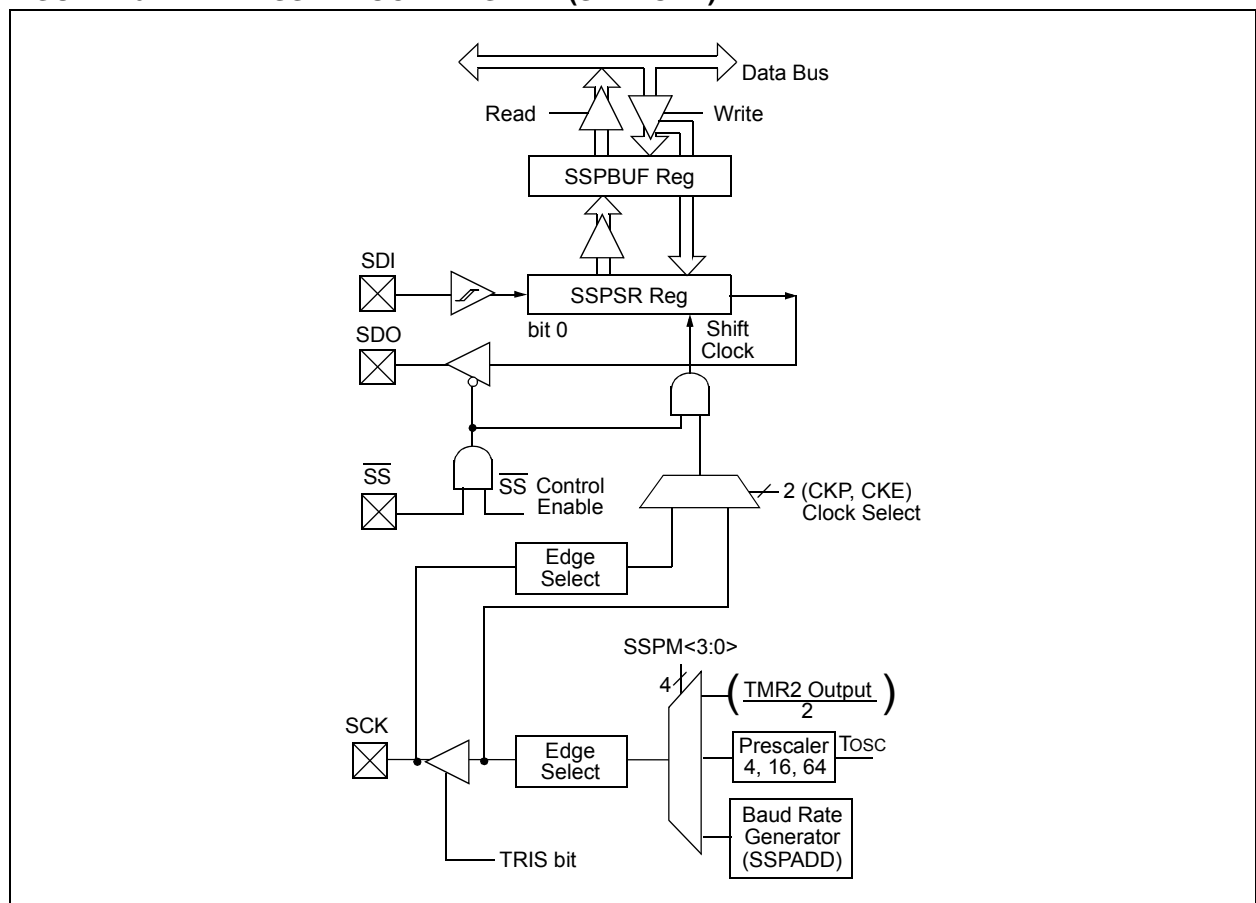 Data Bus
Read
Write
SSPBUF Reg
SDI
SSPSR Reg
bit 0
Shift
Clock
SDO
SS
SS Control
Enable
2 (CKP, CKE)
Clock Select
Edge
Select
SSPM<3:0>
4
(TMR2 Output)
2
SCK
Edge
Select
Prescaler
4, 16, 64
TOSC
Baud Rate
Generator
(SSPADD)
TRIS bit